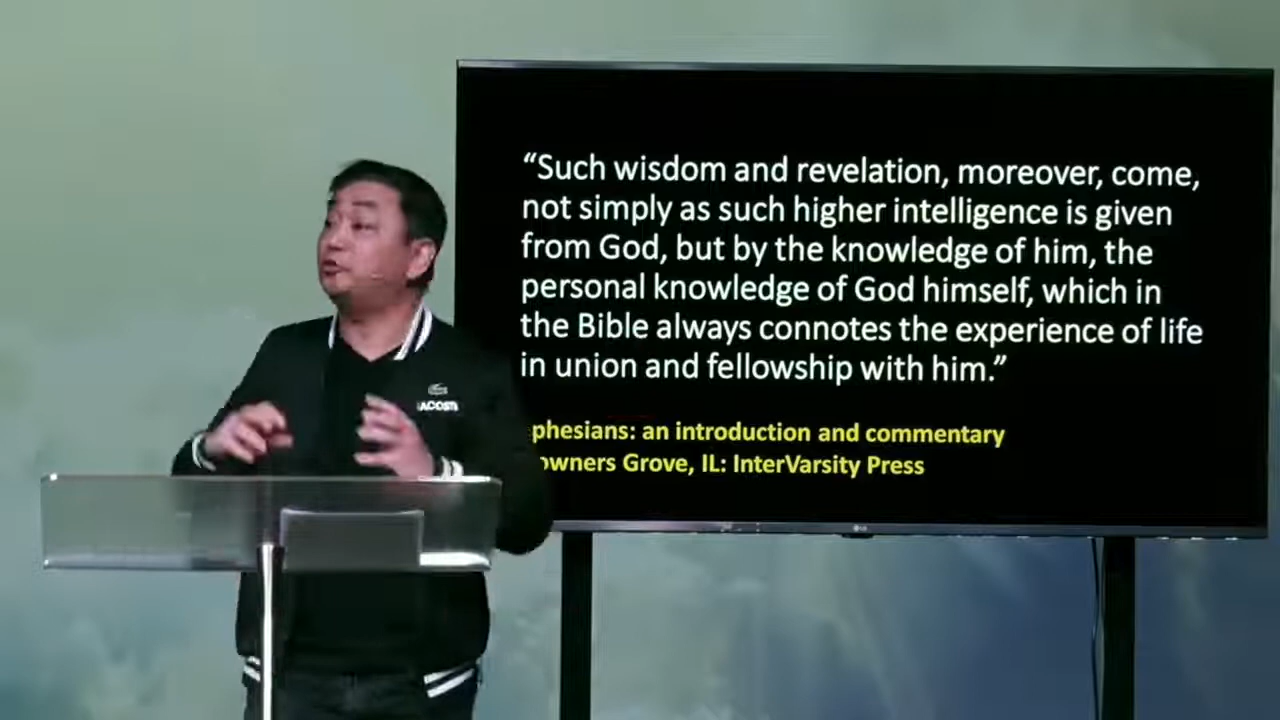 “Such wisdom and revelation, moreover, come,
not simply as such higher intelligence is given
from God, but by the knowledge of him, the
personal knowledge of God himself, which in
the Bible always connotes the experience of life
in union and fellowship with him.”
phesians: an introduction and commentary
owners Grove, IL: InterVarsity Press
LACOSTE
LG